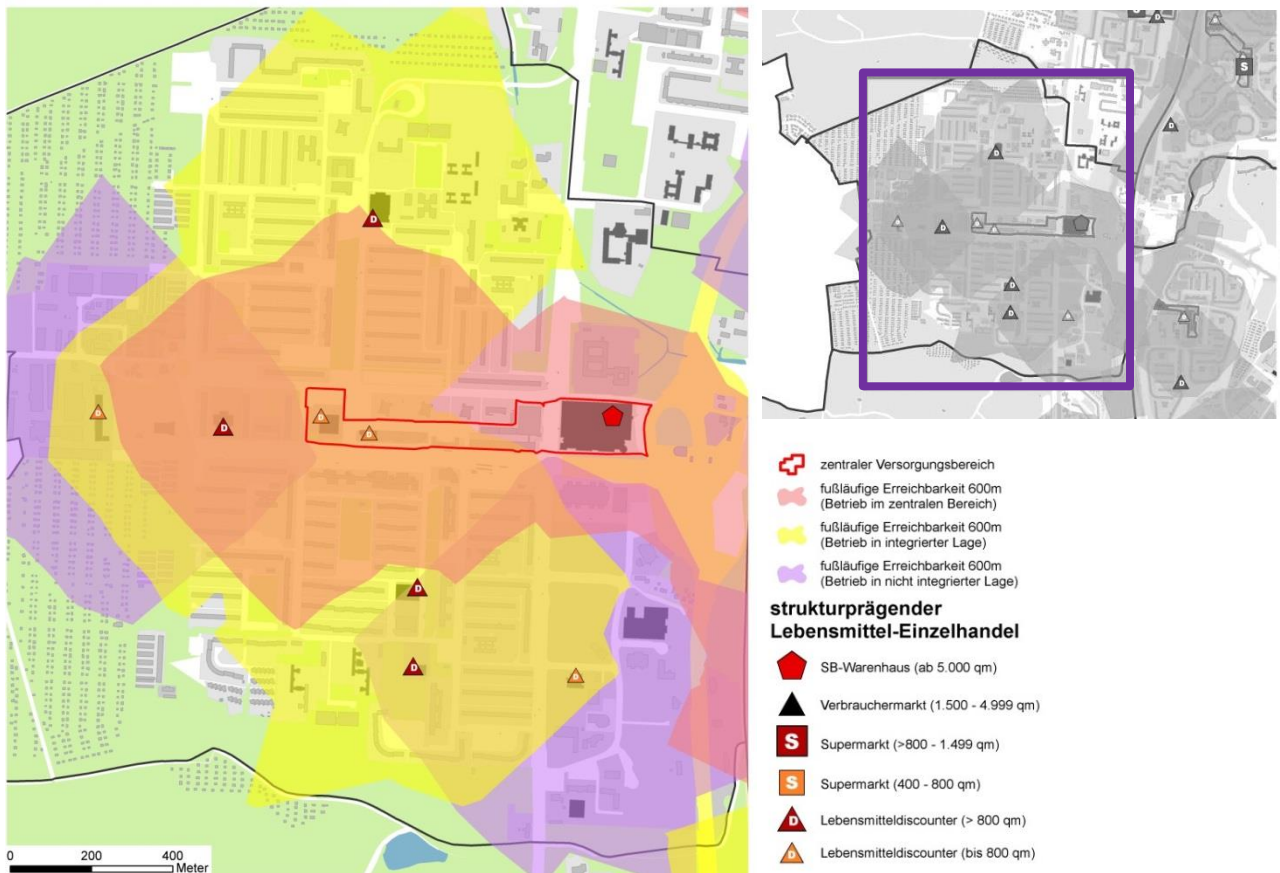 D
D
D
D
D
D
D
D
0 200 400
Meter
S
D
D
D
D
D
D
D
D
D
D
D
D
D
zentraler Versorgungsbereich
fußläufige Erreichbarkeit 600m
(Betrieb im zentralen Bereich)
fußläufige Erreichbarkeit 600m
(Betrieb in integrierter Lage)
fußläufige Erreichbarkeit 600m
(Betrieb in nicht integrierter Lage)
strukturprägender
Lebensmittel-Einzelhandel
SB-Warenhaus (ab 5.000 qm)
Verbrauchermarkt (1.500 - 4.999 qm)
S Supermarkt (>800 - 1.499 qm)
S Supermarkt (400 - 800 qm)
D Lebensmitteldiscounter (> 800 qm)
D Lebensmitteldiscounter (bis 800 qm)